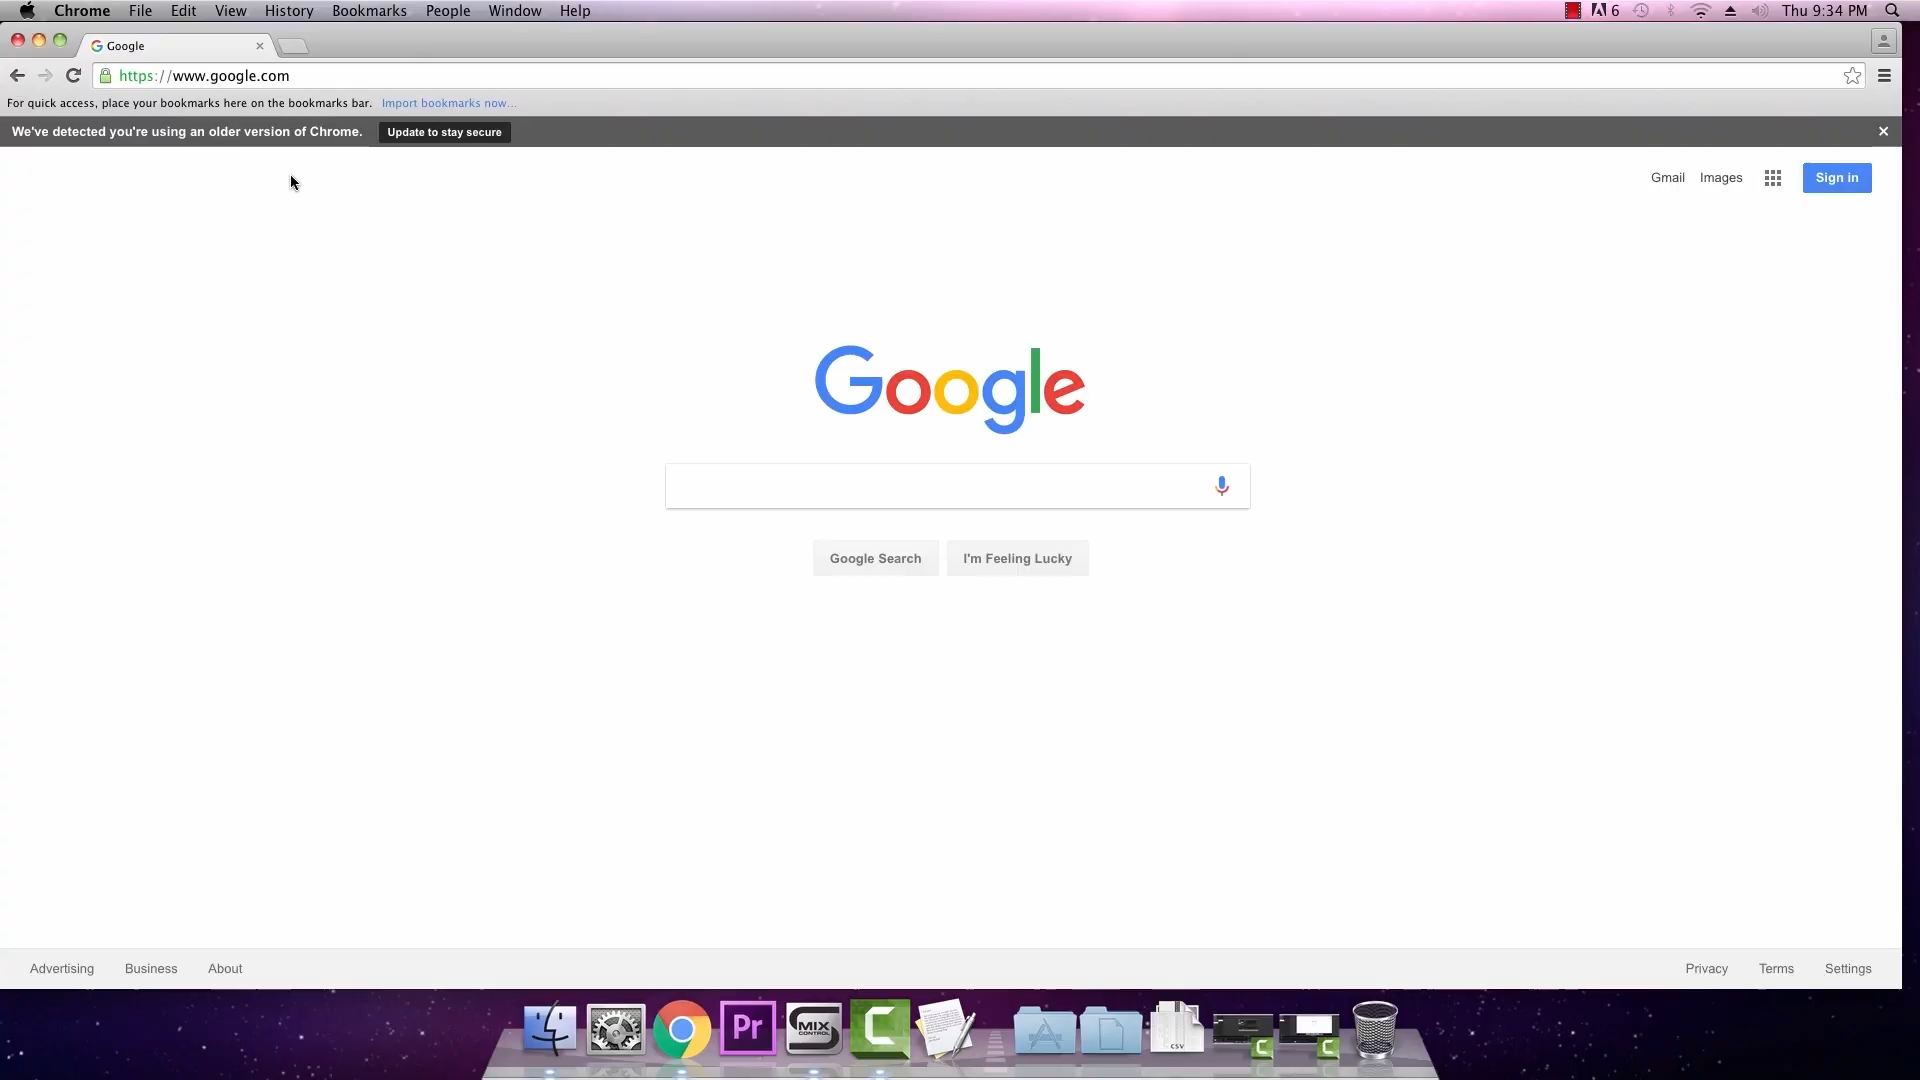 Chrome File Edit View History Bookmarks People Window Help 6 Thu 9:34 PM
Google
https://www.google.com
For quick access, place your bookmarks here on the bookmarks bar. Import bookmarks now...
We've detected you're using an older version of Chrome. Update to stay secure
Gmail Images Sign in
Google
Google Search I'm Feeling Lucky
Advertising Business About Privacy Terms Settings
Pr MIX CONTROL C CSV C C